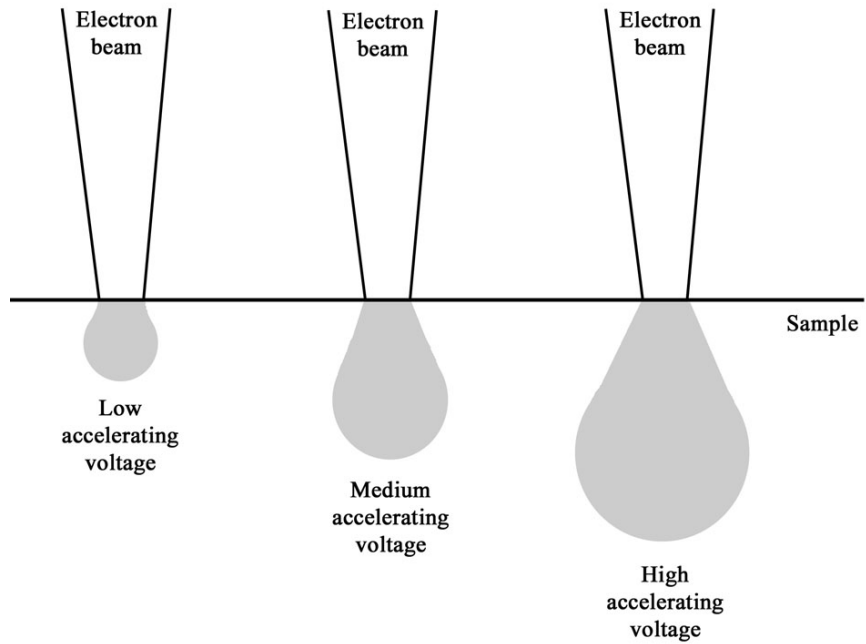 Electron
beam
Electron
beam
Electron
beam
Sample
Low
accelerating
voltage
Medium
accelerating
voltage
High
accelerating
voltage